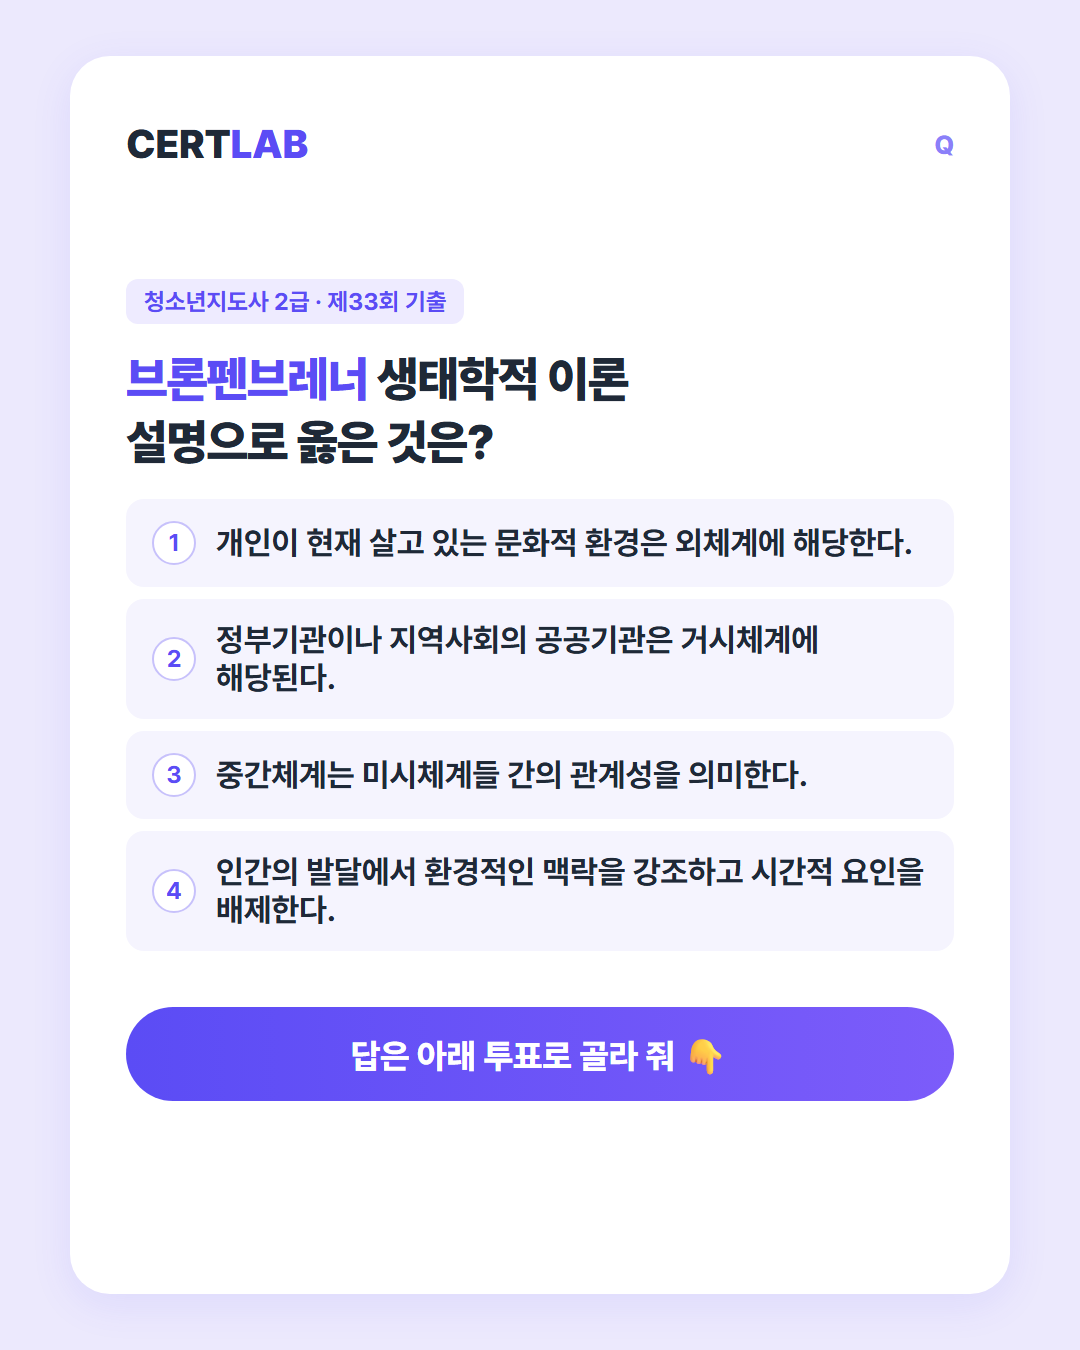 CERTLAB
Q
청소년지도사 2급 · 제33회 기출
브론펜브레너 생태학적 이론
설명으로 옳은 것은?
1 개인이 현재 살고 있는 문화적 환경은 외체계에 해당한다.
2 정부기관이나 지역사회의 공공기관은 거시체계에
해당된다.
3 중간체계는 미시체계들 간의 관계성을 의미한다.
4 인간의 발달에서 환경적인 맥락을 강조하고 시간적 요인을
배제한다.
답은 아래 투표로 골라 줘 👇